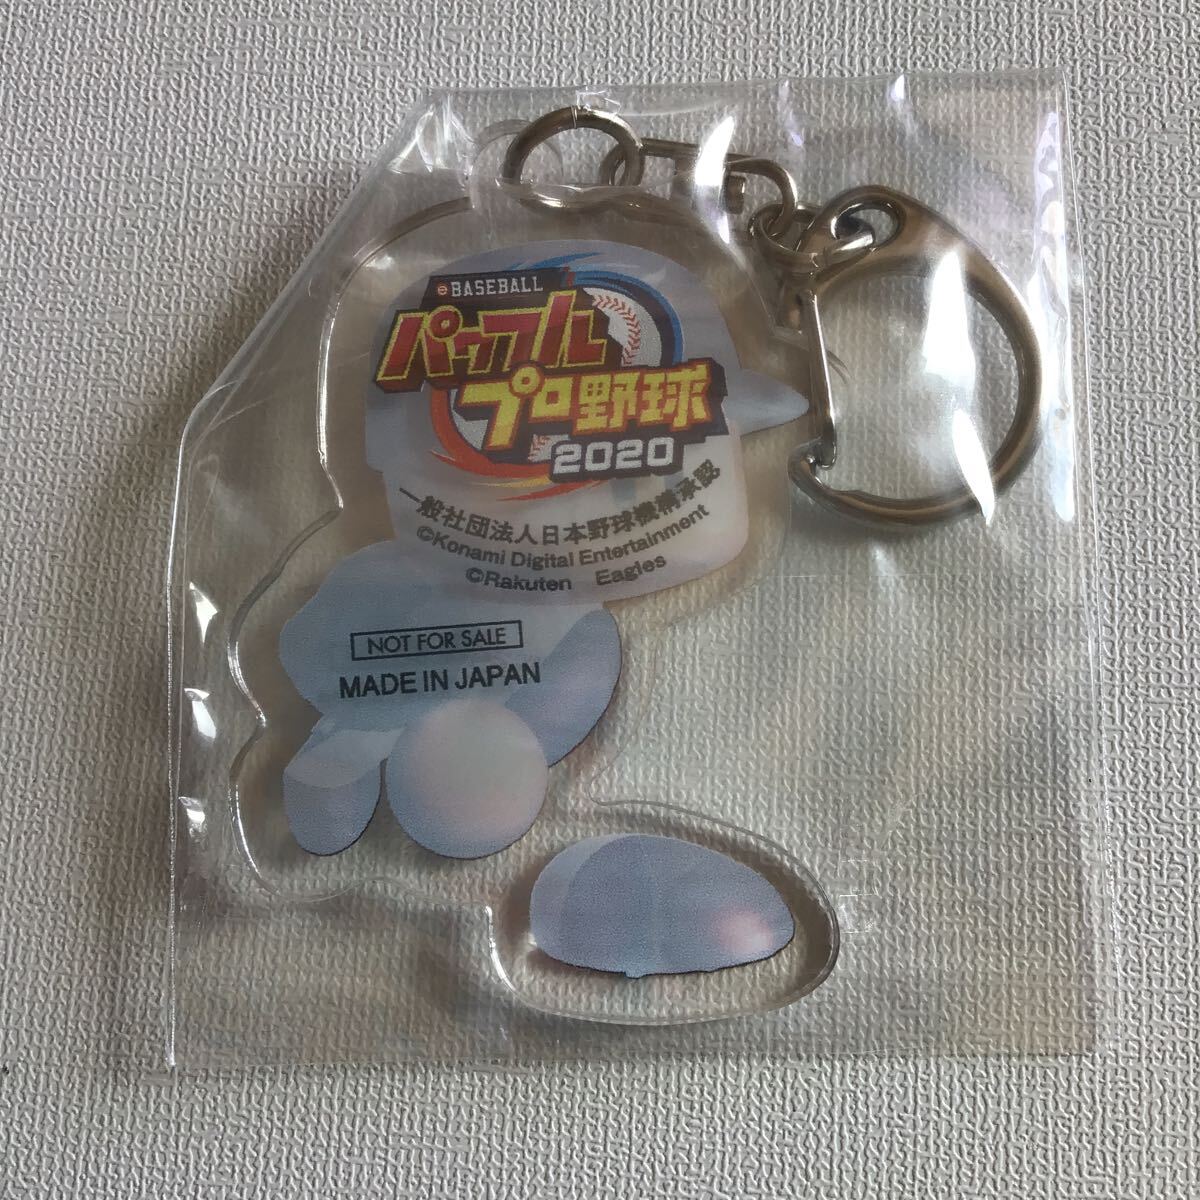 eBASEBALL
パワフル
プロ野球
2020
一般社団法人日本野球機構承認
©Konami Digital Entertainment
©Rakuten Eagles
NOT FOR SALE
MADE IN JAPAN